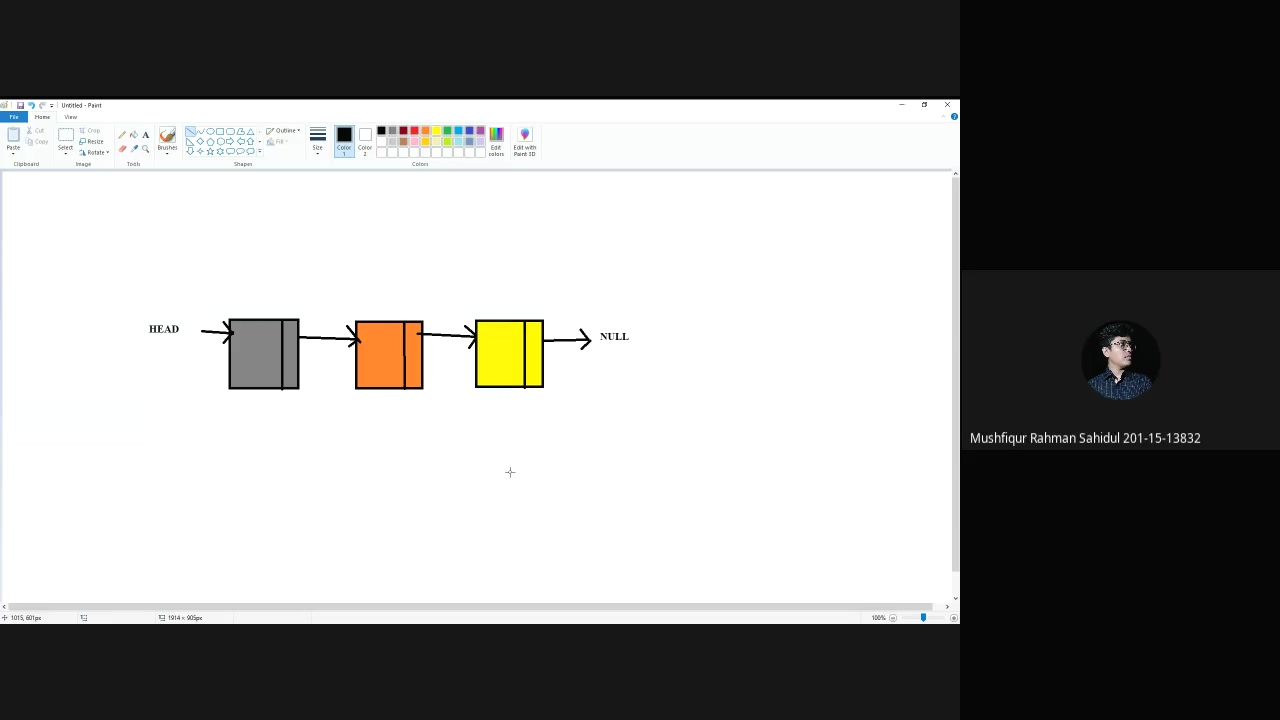 Untitled - Paint
File Home View
Paste
Cut
Copy
Clipboard
Select
Crop
Resize
Rotate
Image
A
Tools
Brushes
Outline
Fill
Shapes
Size
Color 1
Color 2
Colors
Edit colors
Edit with Paint 3D
HEAD
NULL
1015, 601px
1914 × 905px
100%
Mushfiqur Rahman Sahidul 201-15-13832